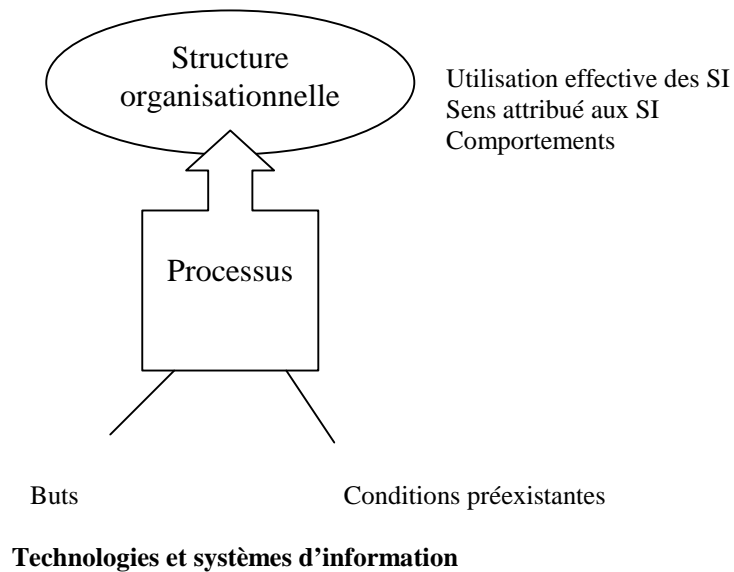 Structure
organisationnelle
Utilisation effective des SI
Sens attribué aux SI
Comportements
Processus
Buts
Conditions préexistantes
Technologies et systèmes d’information